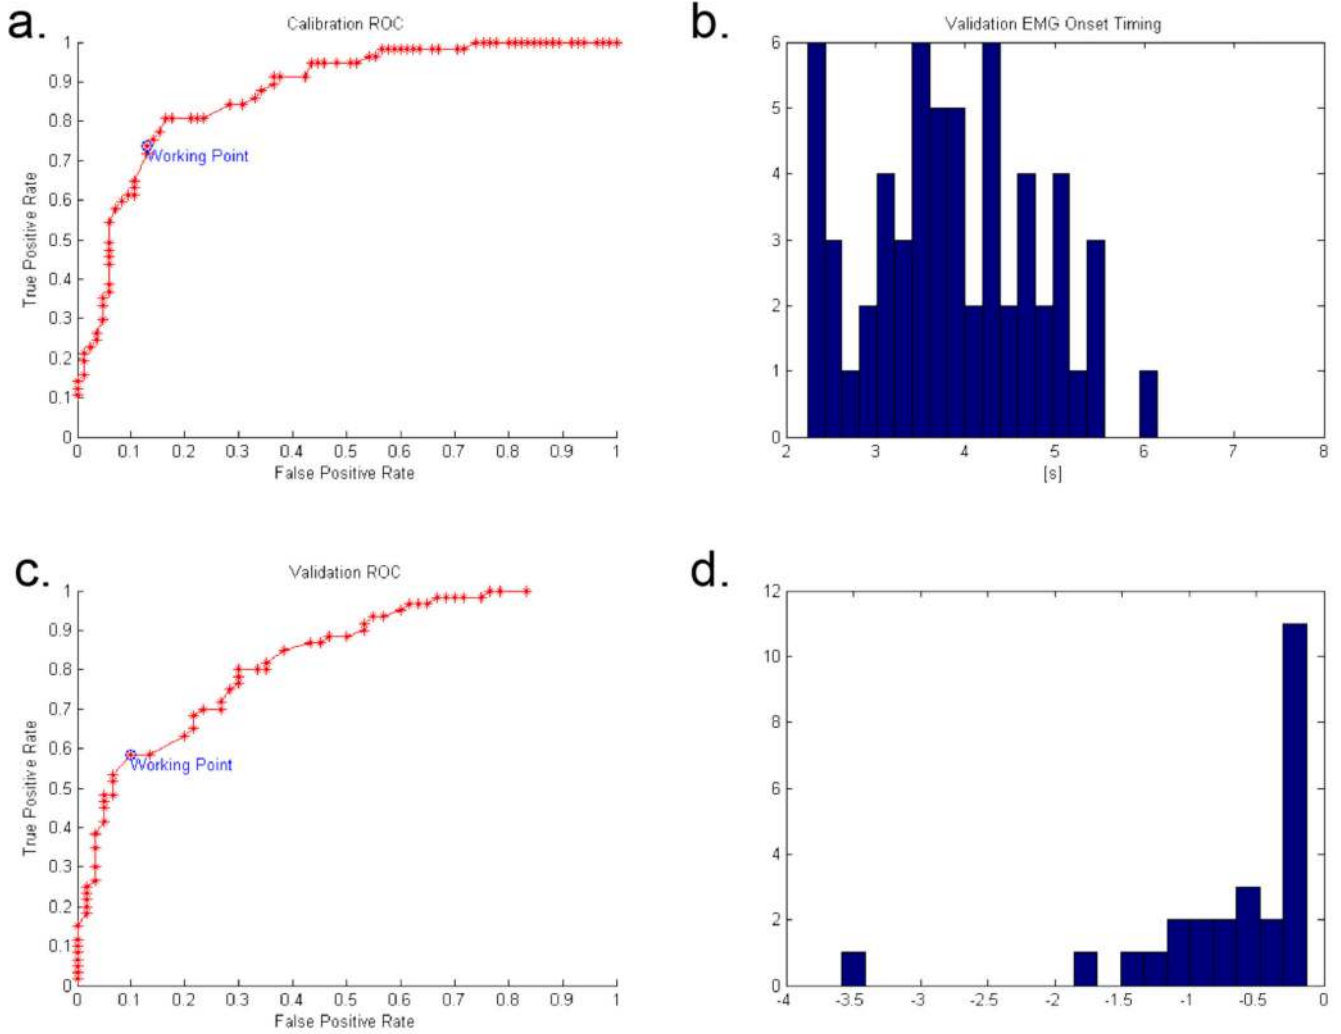 a.
Calibration ROC
1
0.9
0.8
0.7
0.6
0.5
0.4
0.3
0.2
0.1
0
True Positive Rate
Working Point
0 0.1 0.2 0.3 0.4 0.5 0.6 0.7 0.8 0.9 1
False Positive Rate
b.
Validation EMG Onset Timing
6
5
4
3
2
1
0
2 3 4 5 6 7 8
[s]
c.
Validation ROC
1
0.9
0.8
0.7
0.6
0.5
0.4
0.3
0.2
0.1
0
True Positive Rate
Working Point
0 0.1 0.2 0.3 0.4 0.5 0.6 0.7 0.8 0.9 1
False Positive Rate
d.
12
10
8
6
4
2
0
-4 -3.5 -3 -2.5 -2 -1.5 -1 -0.5 0